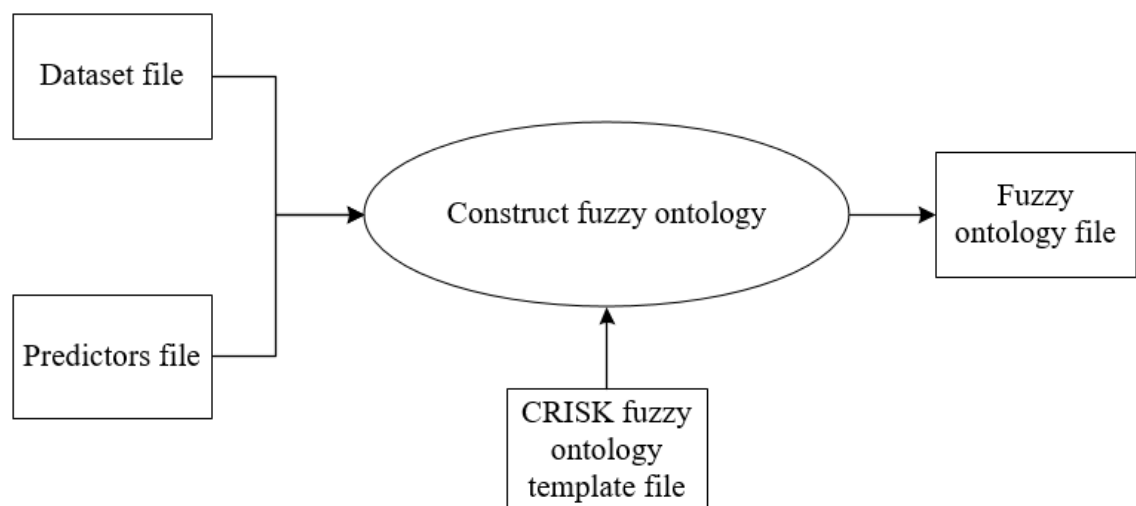 Dataset file
Construct fuzzy ontology
Fuzzy
ontology file
Predictors file
CRISK fuzzy
ontology
template file